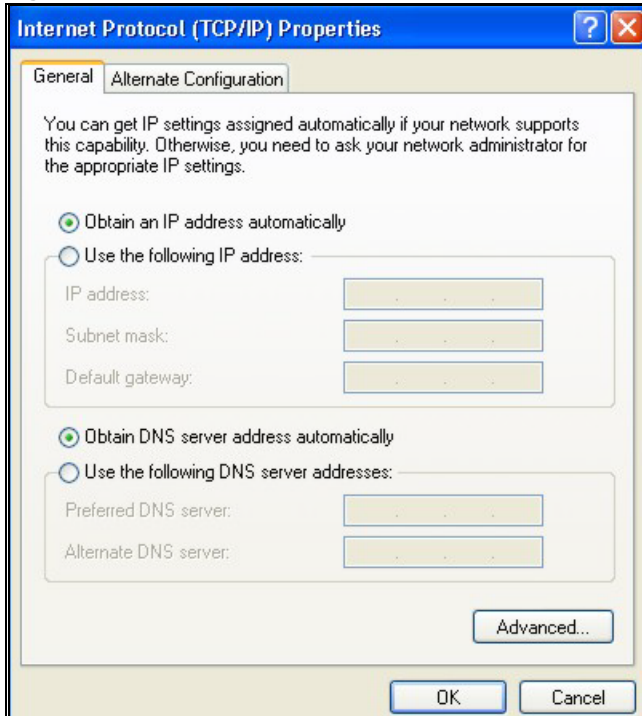 Internet Protocol (TCP/IP) Properties
General
Alternate Configuration
You can get IP settings assigned automatically if your network supports
this capability. Otherwise, you need to ask your network administrator for
the appropriate IP settings.
Obtain an IP address automatically
Use the following IP address:
IP address:
Subnet mask:
Default gateway:
Obtain DNS server address automatically
Use the following DNS server addresses:
Preferred DNS server:
Alternate DNS server:
Advanced...
OK
Cancel